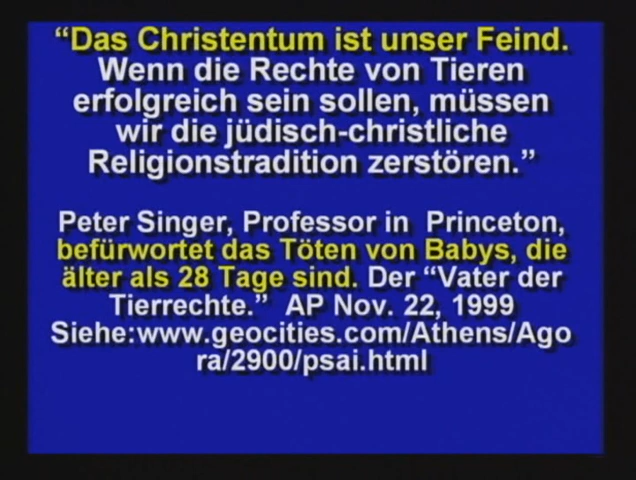 “Das Christentum ist unser Feind.
Wenn die Rechte von Tieren
erfolgreich sein sollen, müssen
wir die jüdisch-christliche
Religionstradition zerstören.”
Peter Singer, Professor in Princeton,
befürwortet das Töten von Babys, die
älter als 28 Tage sind. Der “Vater der
Tierrechte.” AP Nov. 22, 1999
Siehe:www.geocities.com/Athens/Ago
ra/2900/psai.html